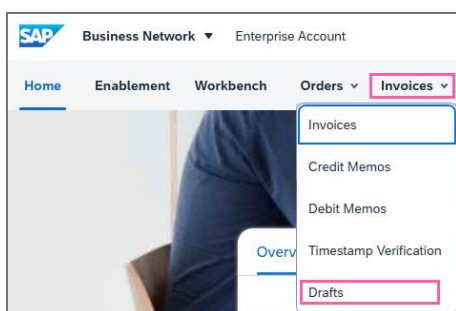 SAP Business Network ▼ Enterprise Account
Home Enablement Workbench Orders Invoices
Invoices
Credit Memos
Debit Memos
Overv
Timestamp Verification
Drafts